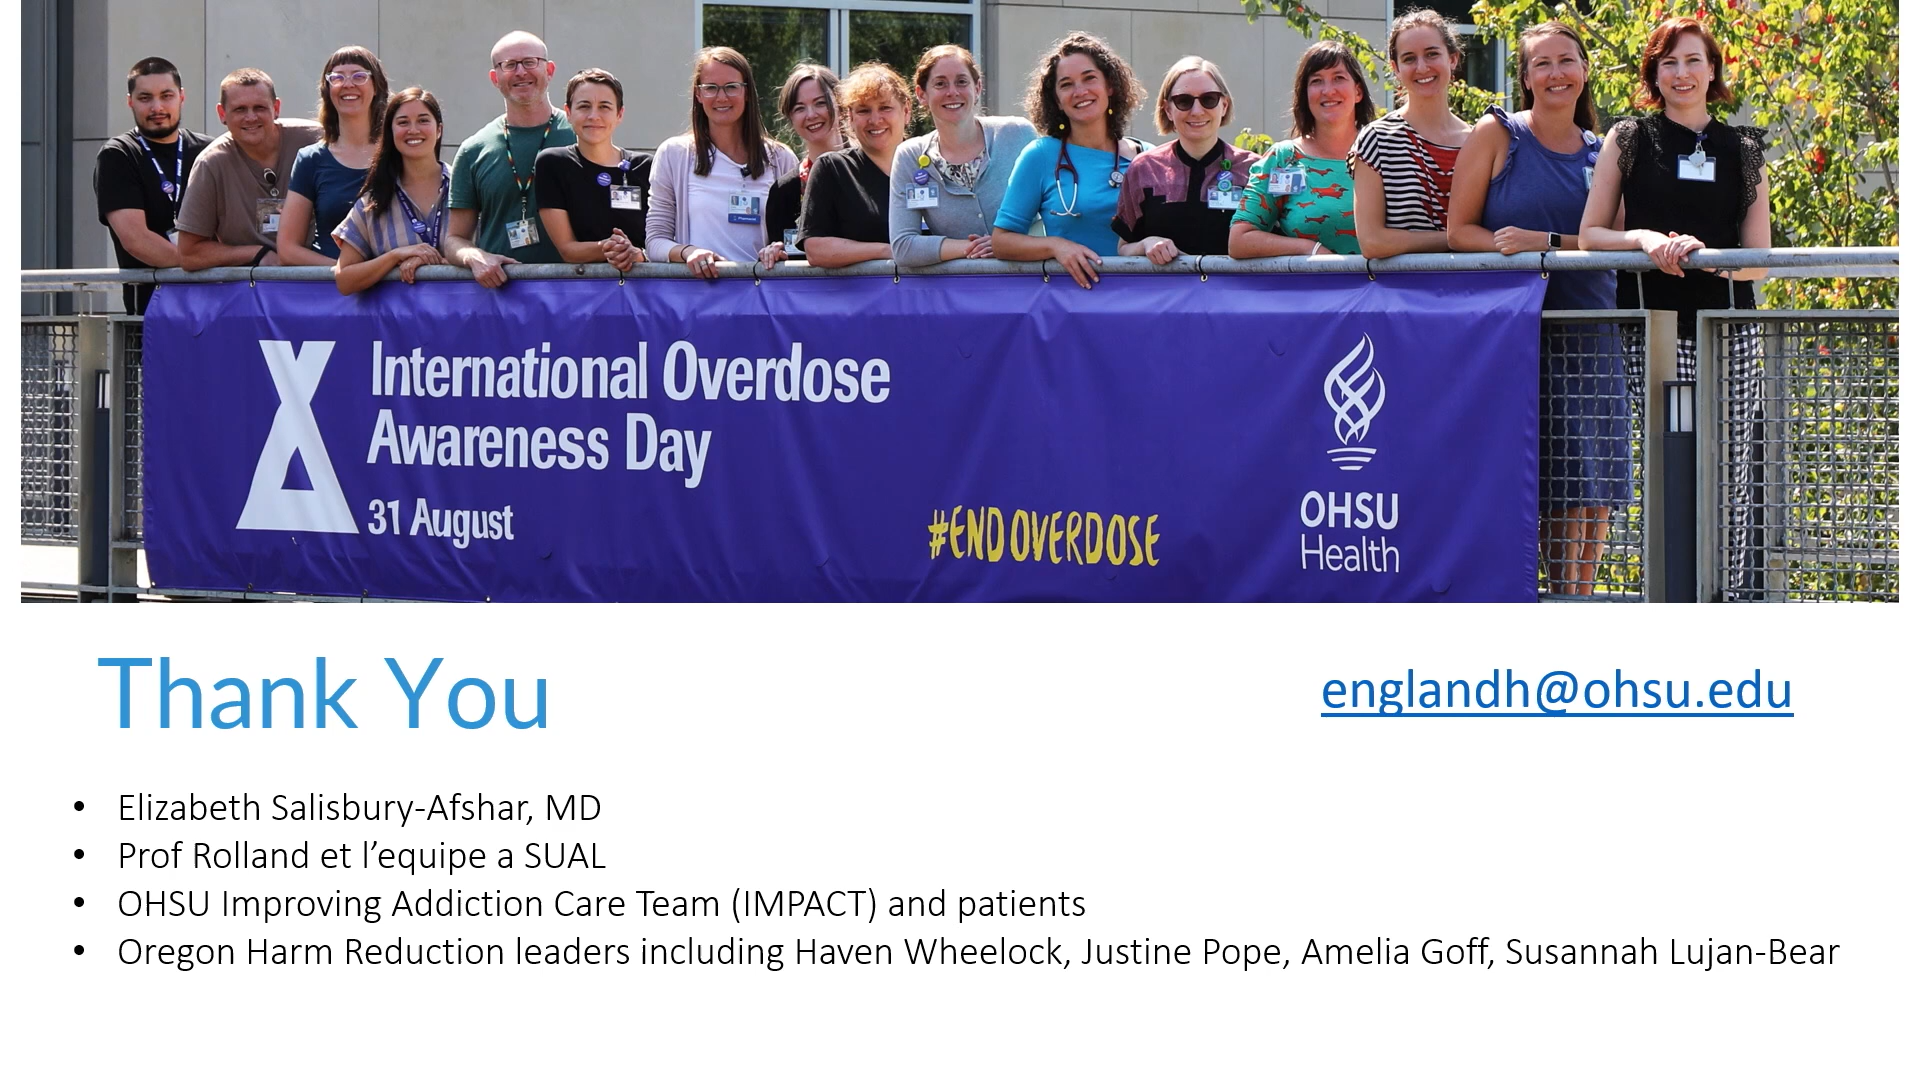 International Overdose
Awareness Day
31 August
#ENDOVERDOSE
OHSU
Health
Thank You
englandh@ohsu.edu
• Elizabeth Salisbury-Afshar, MD
• Prof Rolland et l’equipe a SUAL
• OHSU Improving Addiction Care Team (IMPACT) and patients
• Oregon Harm Reduction leaders including Haven Wheelock, Justine Pope, Amelia Goff, Susannah Lujan-Bear